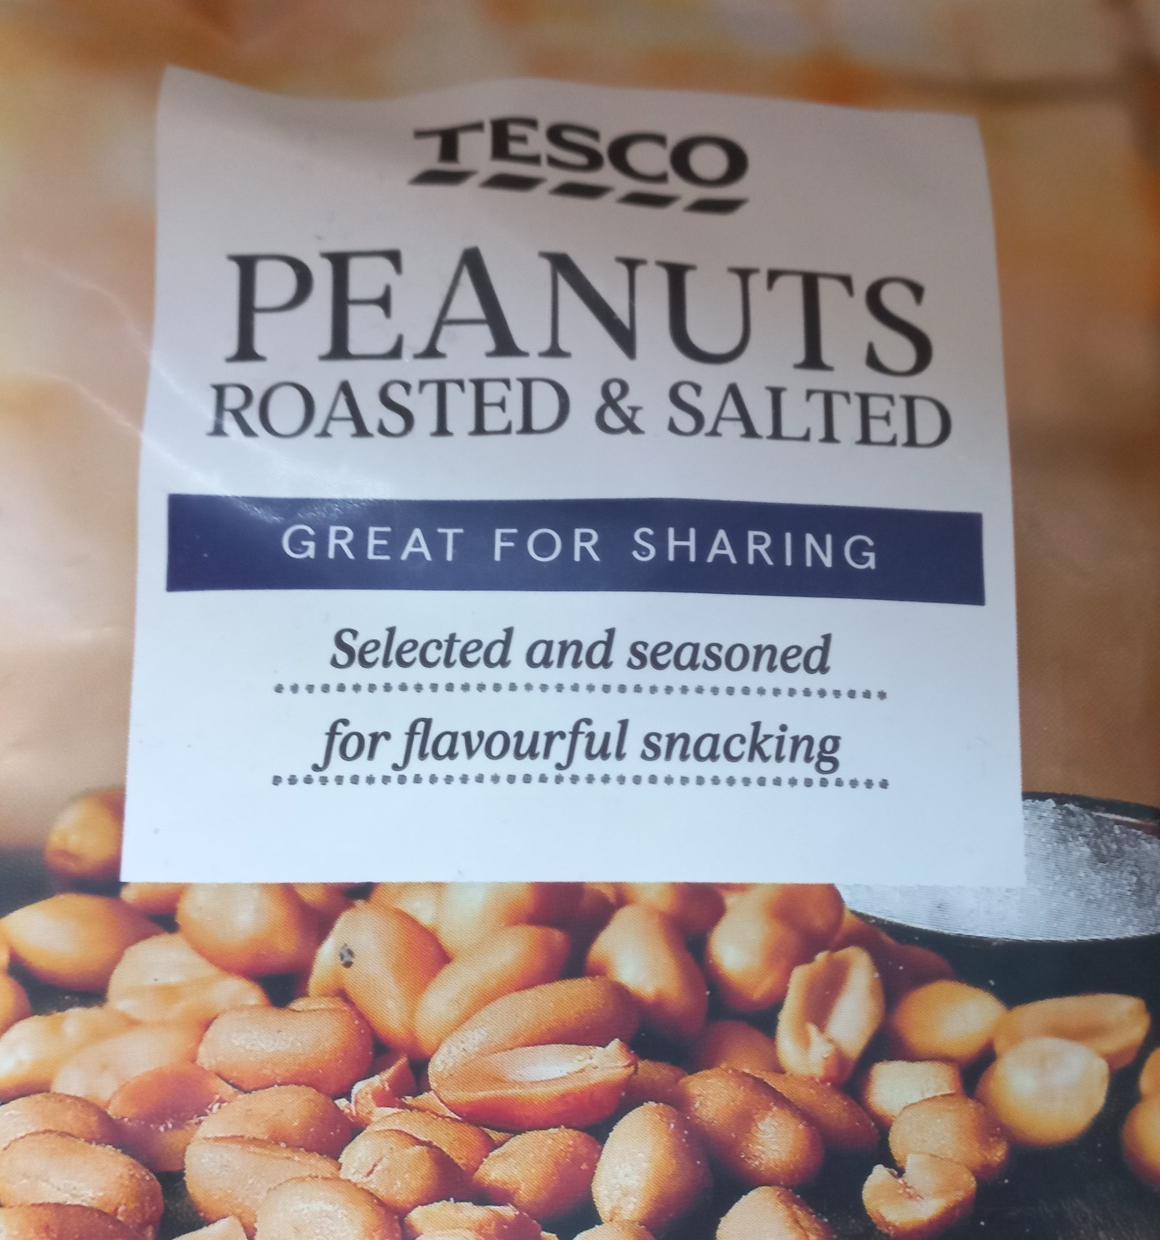 TESCO
PEANUTS
ROASTED & SALTED
GREAT FOR SHARING
Selected and seasoned
for flavourful snacking